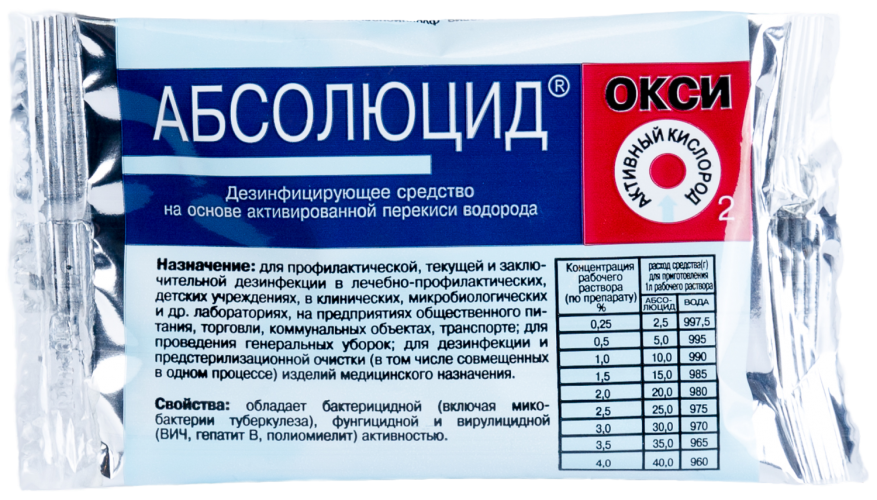 АБСОЛЮЦИД®
ОКСИ
АКТИВНЫЙ КИСЛОРОД
2
Дезинфицирующее средство
на основе активированной перекиси водорода
Назначение: для профилактической, текущей и заклю-
чительной дезинфекции в лечебно-профилактических,
детских учреждениях, в клинических, микробиологических
и др. лабораториях, на предприятиях общественного пи-
тания, торговли, коммунальных объектах, транспорте; для
проведения генеральных уборок; для дезинфекции и
предстерилизационной очистки (в том числе совмещенных
в одном процессе) изделий медицинского назначения.
Свойства: обладает бактерицидной (включая мико-
бактерии туберкулеза), фунгицидной и вирулицидной
(ВИЧ, гепатит В, полиомиелит) активностью.
Концентрация
рабочего
раствора
(по препарату)
%
расход средства(г)
для приготовления
1л рабочего раствора
АБСО-
ЛЮЦИД
ВОДА
0,25 2,5 997,5
0,5 5,0 995
1,0 10,0 990
1,5 15,0 985
2,0 20,0 980
2,5 25,0 975
3,0 30,0 970
3,5 35,0 965
4,0 40,0 960